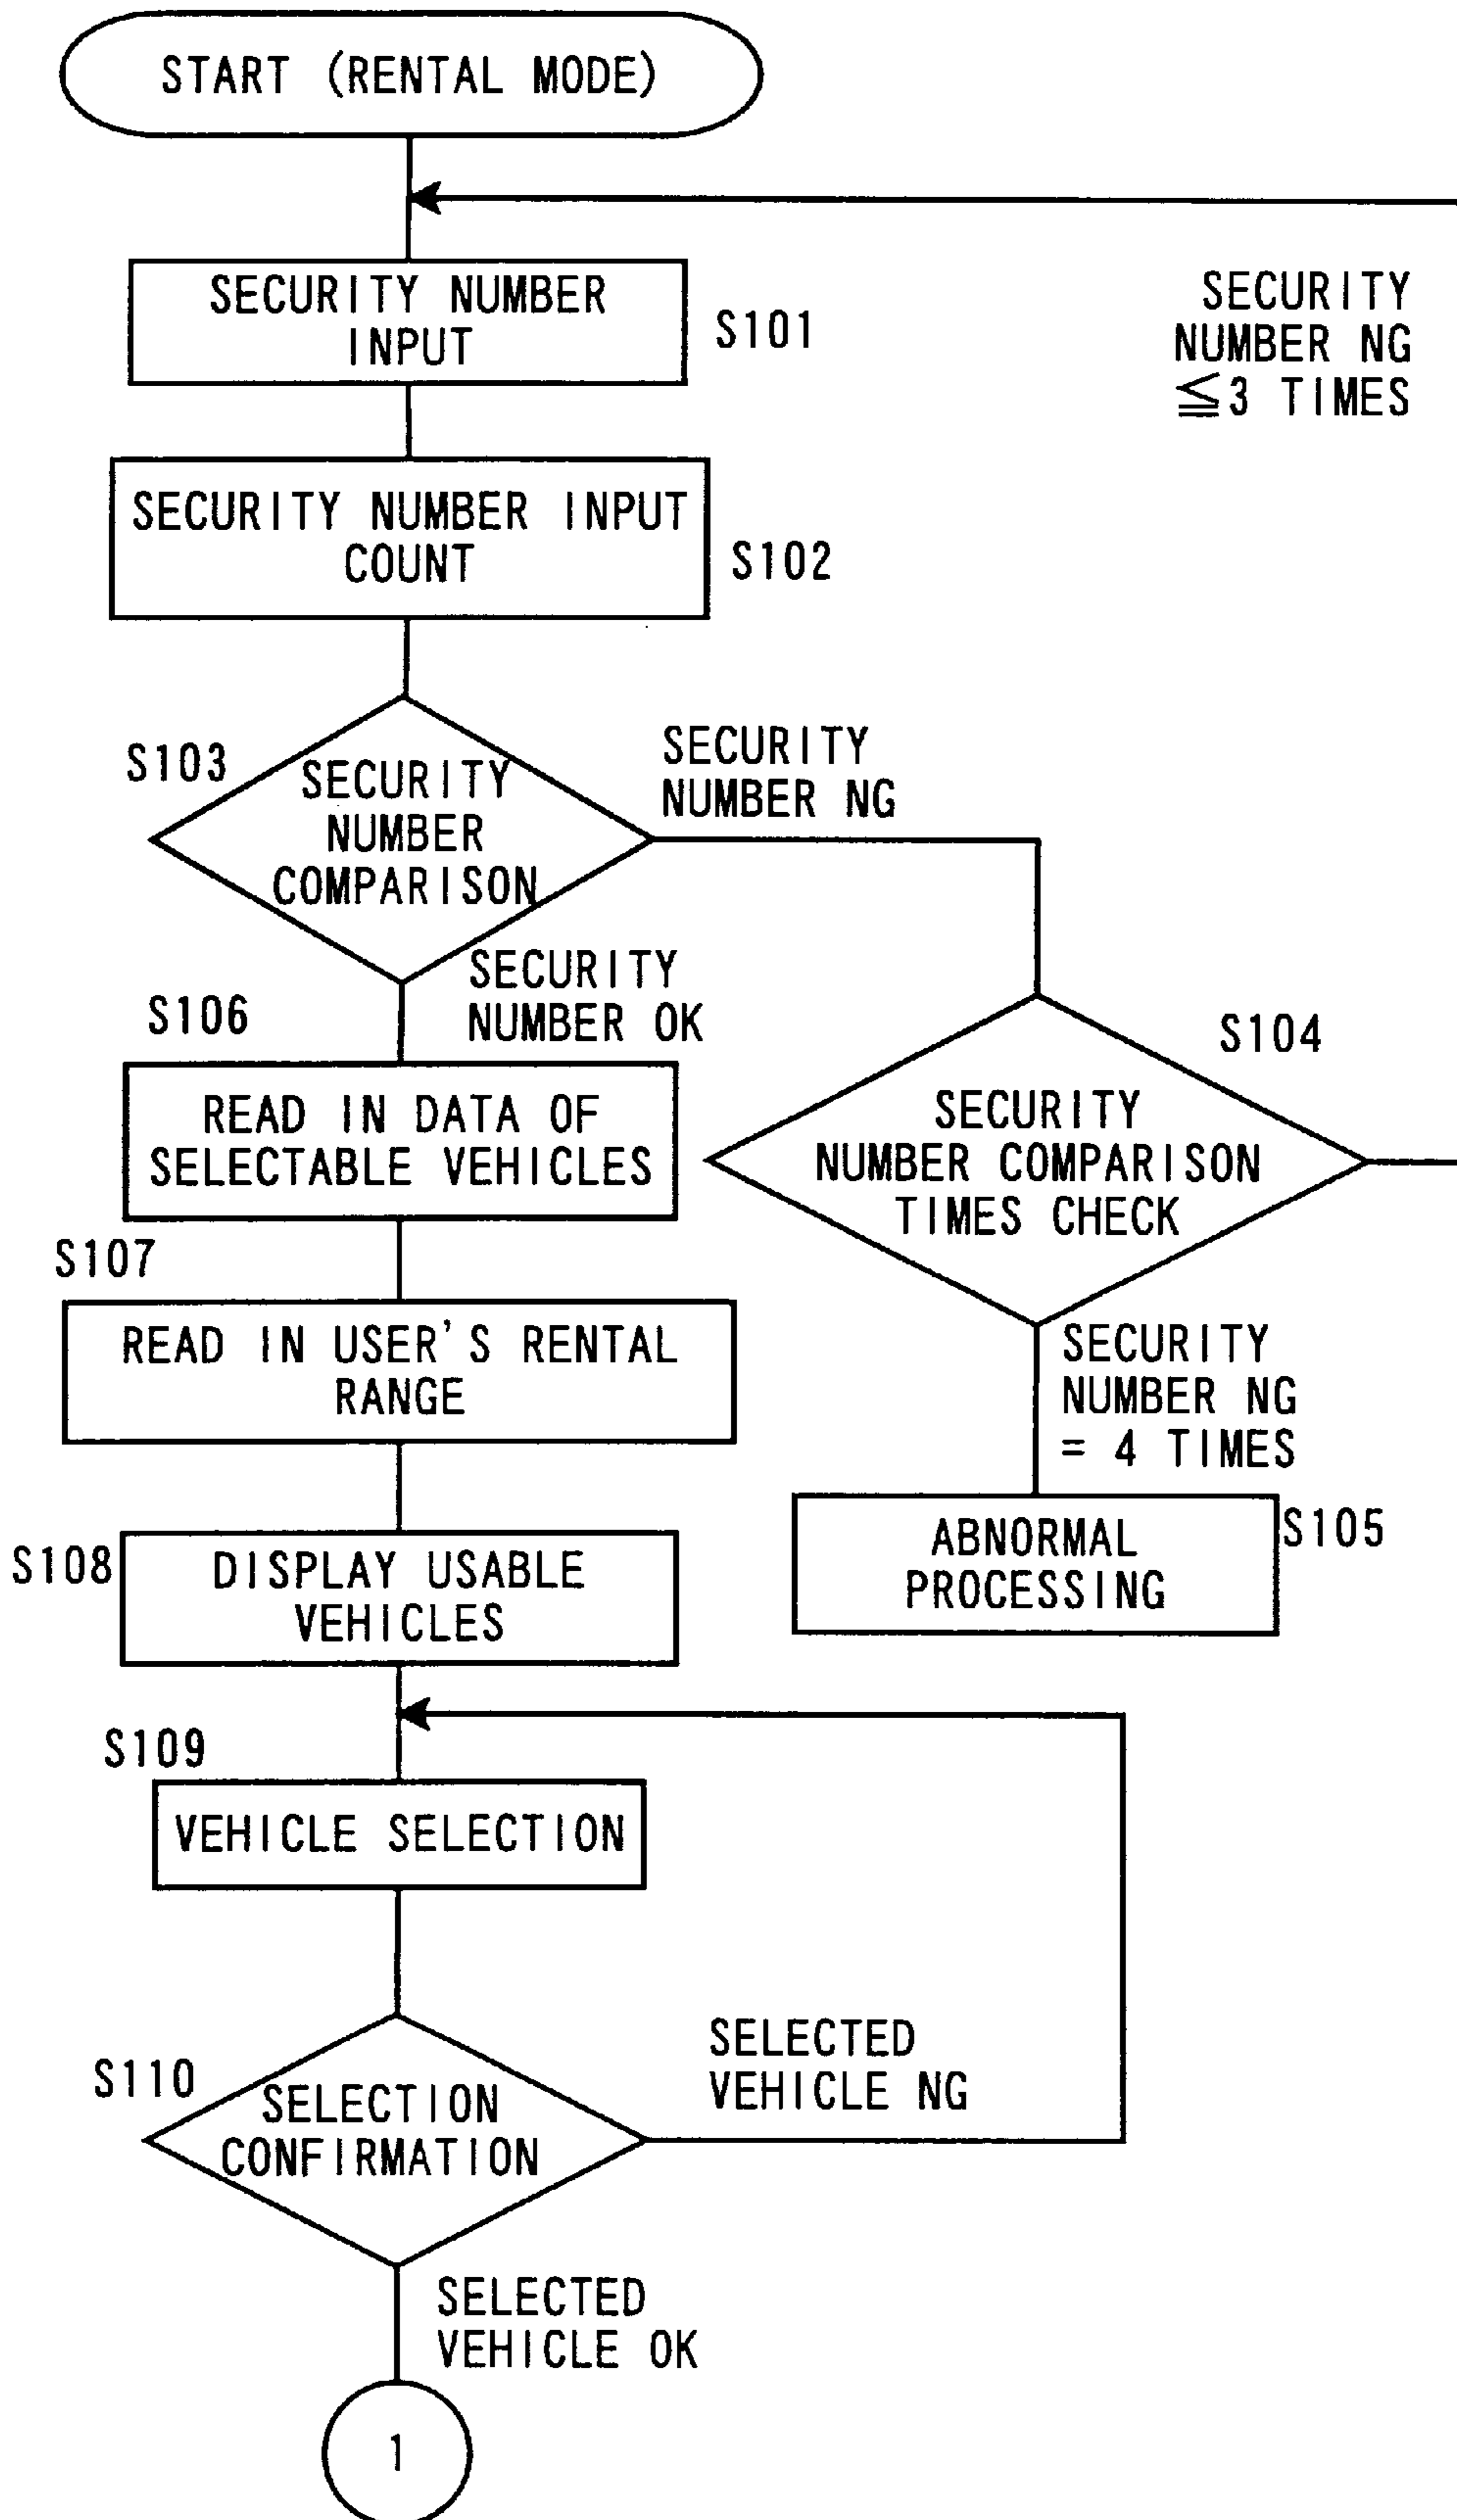 START (RENTAL MODE)
SECURITY NUMBER
INPUT
S101
SECURITY
NUMBER NG
≦3 TIMES
SECURITY NUMBER INPUT
COUNT
S102
S103
SECURITY
NUMBER
COMPARISON
SECURITY
NUMBER NG
SECURITY
NUMBER OK
S106
READ IN DATA OF
SELECTABLE VEHICLES
S104
SECURITY
NUMBER COMPARISON
TIMES CHECK
S107
READ IN USER'S RENTAL
RANGE
SECURITY
NUMBER NG
= 4 TIMES
S108
DISPLAY USABLE
VEHICLES
ABNORMAL
PROCESSING
S105
S109
VEHICLE SELECTION
S110
SELECTION
CONFIRMATION
SELECTED
VEHICLE NG
SELECTED
VEHICLE OK
1